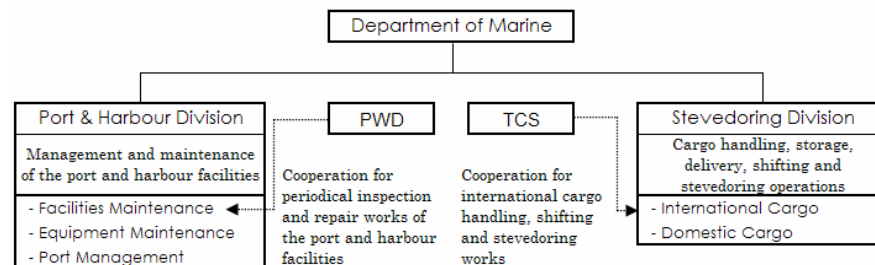 Department of Marine
Port & Harbour Division
Management and maintenance
of the port and harbour facilities
- Facilities Maintenance
- Equipment Maintenance
- Port Management
PWD
Cooperation for
periodical inspection
and repair works of
the port and harbour
facilities
TCS
Cooperation for
international cargo
handling, shifting
and stevedoring
works
Stevedoring Division
Cargo handling, storage,
delivery, shifting and
stevedoring operations
- International Cargo
- Domestic Cargo